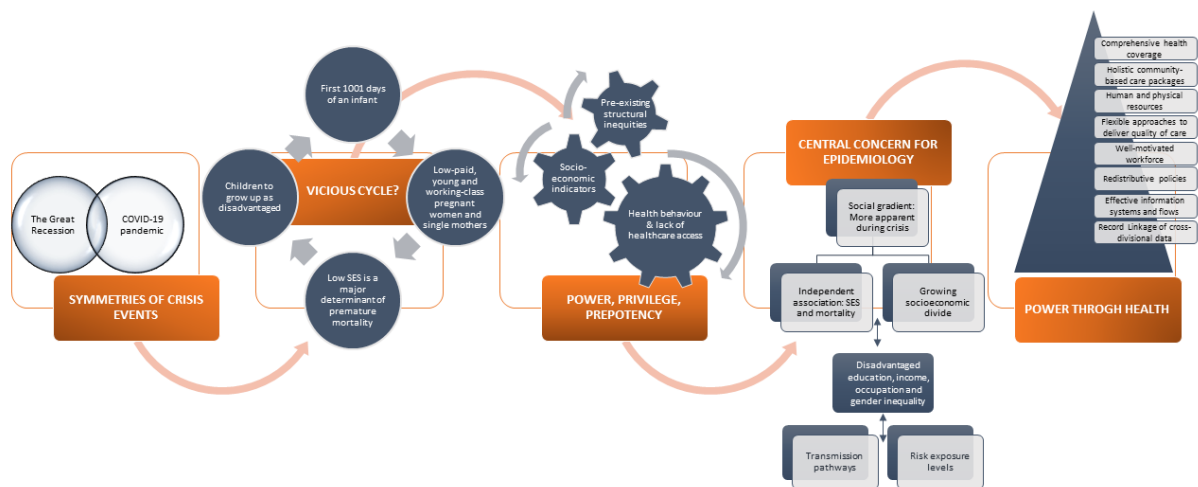 The Great
Recession
COVID-19
pandemic
SYMMETRIES OF CRISIS
EVENTS
First 1001 days
of an infant
Children to
grow up as
disadvantaged
VICIOUS CYCLE?
Low-paid,
young and
working-class
pregnant
women and
single mothers
Low SES is a
major
determinant of
premature
mortality
Pre-existing
structural
inequities
Socio-
economic
indicators
Health behaviour
& lack of
healthcare access
POWER, PRIVILEGE,
PREPOTENCY
CENTRAL CONCERN FOR
EPIDEMIOLOGY
Social gradient:
More apparent
during crisis
Independent
association: SES
and mortality
Growing
socioeconomic
divide
Disadvantaged
education, income,
occupation and
gender inequality
Transmission
pathways
Risk exposure
levels
Comprehensive health
coverage
Holistic community-
based care packages
Human and physical
resources
Flexible approaches to
deliver quality of care
Well-motivated
workforce
Redistributive policies
Effective information
systems and flows
Record Linkage of cross-
divisional data
POWER THROGH HEALTH